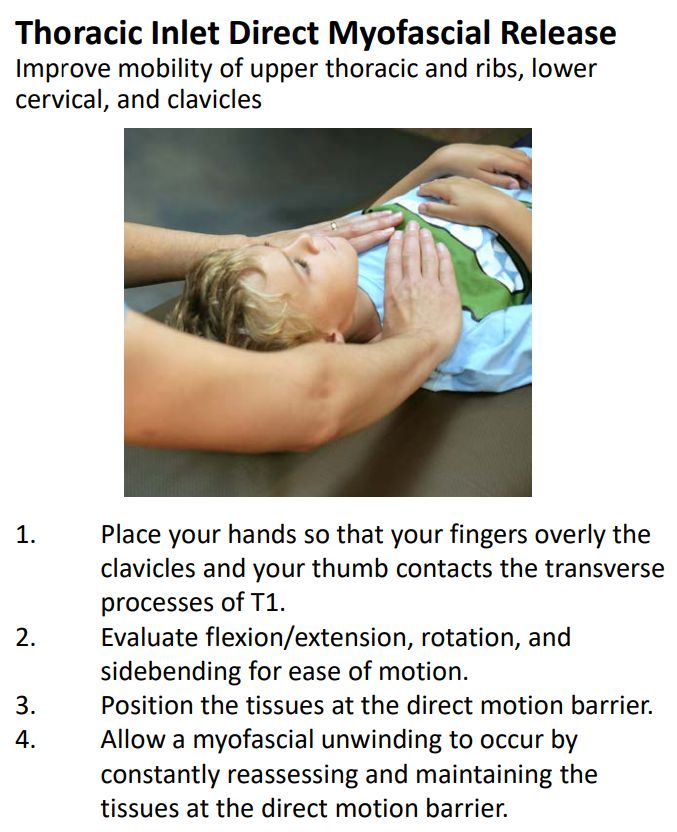 Thoracic Inlet Direct Myofascial Release
Improve mobility of upper thoracic and ribs, lower
cervical, and clavicles
1. Place your hands so that your fingers overly the
clavicles and your thumb contacts the transverse
processes of T1.
2. Evaluate flexion/extension, rotation, and
sidebending for ease of motion.
3. Position the tissues at the direct motion barrier.
4. Allow a myofascial unwinding to occur by
constantly reassessing and maintaining the
tissues at the direct motion barrier.